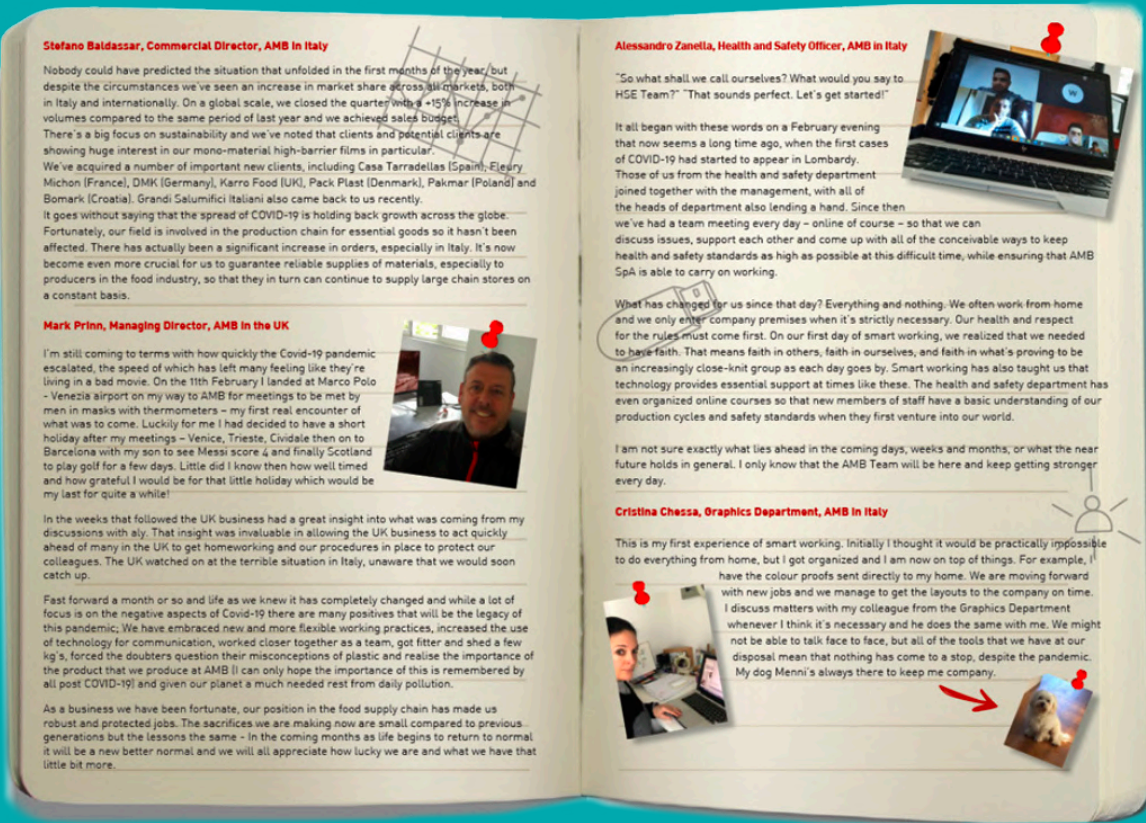 Stefano Baldassar, Commercial Director, AMB in Italy
Nobody could have predicted the situation that unfolded in the first months of the year, but
despite the circumstances we've seen an increase in market share across all markets, both
in Italy and internationally. On a global scale, we closed the quarter with a +15% increase in
volumes compared to the same period of last year and we achieved sales budget.
There's a big focus on sustainability and we've noted that clients and potential clients are
showing huge interest in our mono-material high-barrier films in particular.
We've acquired a number of important new clients, including Casa Tarradellas (Spain), Fleury
Michon (France), DMK (Germany), Karro Food (UK), Pack Plast (Denmark), Pakmar (Poland) and
Bomark (Croatia). Grandi Salumifici Italiani also came back to us recently.
It goes without saying that the spread of COVID-19 is holding back growth across the globe.
Fortunately, our field is involved in the production chain for essential goods so it hasn't been
affected. There has actually been a significant increase in orders, especially in Italy. It's now
become even more crucial for us to guarantee reliable supplies of materials, especially to
producers in the food industry, so that they in turn can continue to supply large chain stores on
a constant basis.
Mark Prinn, Managing Director, AMB in the UK
I'm still coming to terms with how quickly the Covid-19 pandemic
escalated, the speed of which has left many feeling like they're
living in a bad movie. On the 11th February I landed at Marco Polo
- Venezia airport on my way to AMB for meetings to be met by
men in masks with thermometers – my first real encounter of
what was to come. Luckily for me I had decided to have a short
holiday after my meetings – Venice, Trieste, Cividale then on to
Barcelona with my son to see Messi score 4 and finally Scotland
to play golf for a few days. Little did I know then how well timed
and how grateful I would be for that little holiday which would be
my last for quite a while!
In the weeks that followed the UK business had a great insight into what was coming from my
discussions with aly. That insight was invaluable in allowing the UK business to act quickly
ahead of many in the UK to get homeworking and our procedures in place to protect our
colleagues. The UK watched on at the terrible situation in Italy, unaware that we would soon
catch up.
Fast forward a month or so and life as we knew it has completely changed and while a lot of
focus is on the negative aspects of Covid-19 there are many positives that will be the legacy of
this pandemic; We have embraced new and more flexible working practices, increased the use
of technology for communication, worked closer together as a team, got fitter and shed a few
kg's, forced the doubters question their misconceptions of plastic and realise the importance of
the product that we produce at AMB (I can only hope the importance of this is remembered by
all post COVID-19) and given our planet a much needed rest from daily pollution.
As a business we have been fortunate, our position in the food supply chain has made us
robust and protected jobs. The sacrifices we are making now are small compared to previous
generations but the lessons the same - In the coming months as life begins to return to normal
it will be a new better normal and we will all appreciate how lucky we are and what we have that
little bit more.
Alessandro Zanella, Health and Safety Officer, AMB in Italy
"So what shall we call ourselves? What would you say to
HSE Team?" "That sounds perfect. Let's get started!"
It all began with these words on a February evening
that now seems a long time ago, when the first cases
of COVID-19 had started to appear in Lombardy.
Those of us from the health and safety department
joined together with the management, with all of
the heads of department also lending a hand. Since then
we've had a team meeting every day – online of course – so that we can
discuss issues, support each other and come up with all of the conceivable ways to keep
health and safety standards as high as possible at this difficult time, while ensuring that AMB
SpA is able to carry on working.
What has changed for us since that day? Everything and nothing. We often work from home
and we only enter company premises when it's strictly necessary. Our health and respect
for the rules must come first. On our first day of smart working, we realized that we needed
to have faith. That means faith in others, faith in ourselves, and faith in what's proving to be
an increasingly close-knit group as each day goes by. Smart working has also taught us that
technology provides essential support at times like these. The health and safety department has
even organized online courses so that new members of staff have a basic understanding of our
production cycles and safety standards when they first venture into our world.
I am not sure exactly what lies ahead in the coming days, weeks and months, or what the near
future holds in general. I only know that the AMB Team will be here and keep getting stronger
every day.
Cristina Chessa, Graphics Department, AMB in Italy
This is my first experience of smart working. Initially I thought it would be practically impossible
to do everything from home, but I got organized and I am now on top of things. For example, I
have the colour proofs sent directly to my home. We are moving forward
with new jobs and we manage to get the layouts to the company on time.
I discuss matters with my colleague from the Graphics Department
whenever I think it's necessary and he does the same with me. We might
not be able to talk face to face, but all of the tools that we have at our
disposal mean that nothing has come to a stop, despite the pandemic.
My dog Menni's always there to keep me company.
W